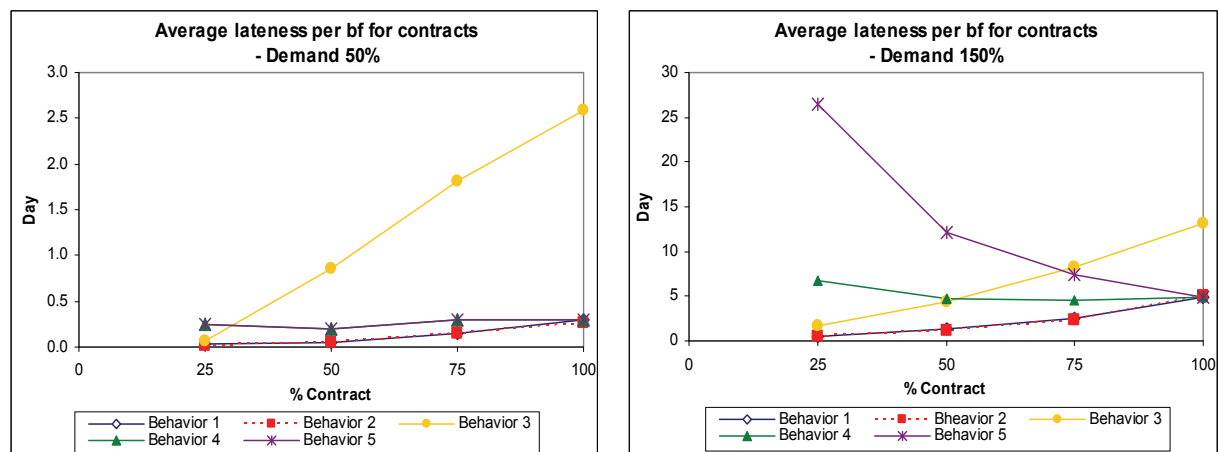 Average lateness per bf for contracts
- Demand 50%
3.0
2.5
2.0
1.5
1.0
0.5
0.0
Day
0 25 50 75 100
% Contract
Behavior 1 Behavior 2 Behavior 3
Behavior 4 Behavior 5
Average lateness per bf for contracts
- Demand 150%
30
25
20
15
10
5
0
Day
0 25 50 75 100
% Contract
Behavior 1 Bheavior 2 Behavior 3
Behavior 4 Behavior 5